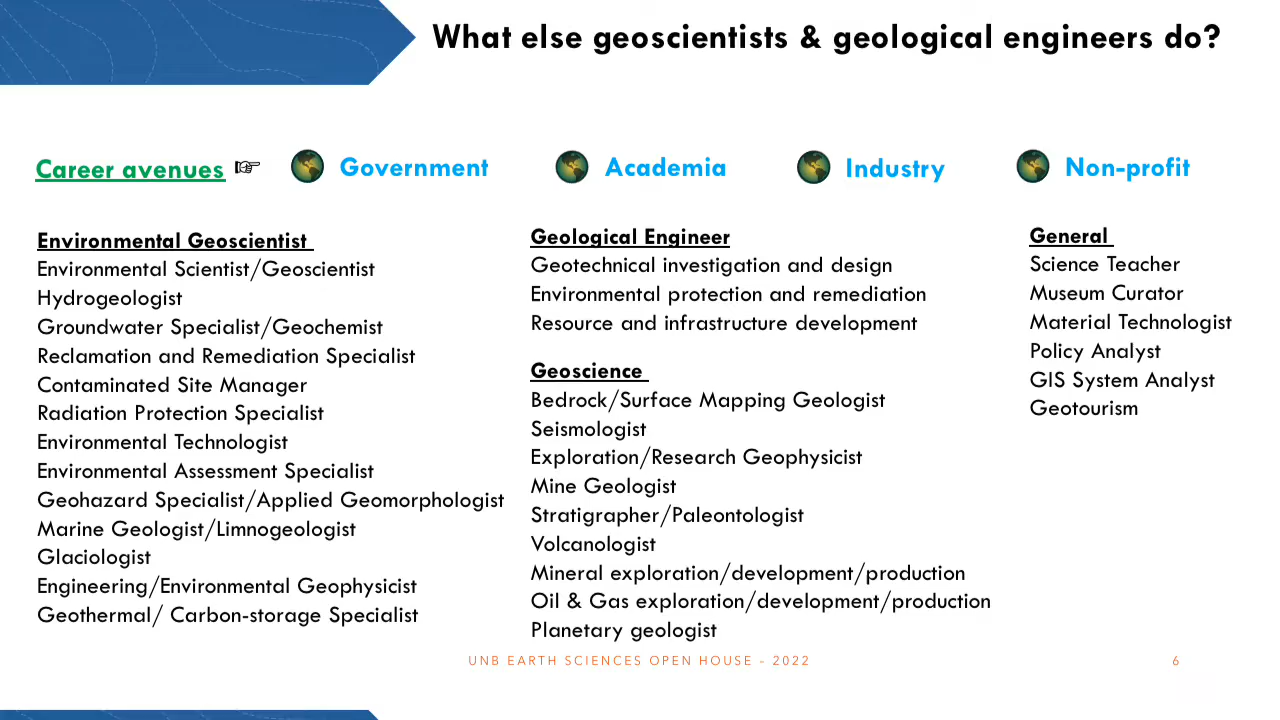 What else geoscientists & geological engineers do?
Career avenues ☞ Government Academia Industry Non-profit
Environmental Geoscientist
Environmental Scientist/Geoscientist
Hydrogeologist
Groundwater Specialist/Geochemist
Reclamation and Remediation Specialist
Contaminated Site Manager
Radiation Protection Specialist
Environmental Technologist
Environmental Assessment Specialist
Geohazard Specialist/Applied Geomorphologist
Marine Geologist/Limnogeologist
Glaciologist
Engineering/Environmental Geophysicist
Geothermal/ Carbon-storage Specialist
Geological Engineer
Geotechnical investigation and design
Environmental protection and remediation
Resource and infrastructure development
Geoscience
Bedrock/Surface Mapping Geologist
Seismologist
Exploration/Research Geophysicist
Mine Geologist
Stratigrapher/Paleontologist
Volcanologist
Mineral exploration/development/production
Oil & Gas exploration/development/production
Planetary geologist
General
Science Teacher
Museum Curator
Material Technologist
Policy Analyst
GIS System Analyst
Geotourism
UNB EARTH SCIENCES OPEN HOUSE - 2022
6